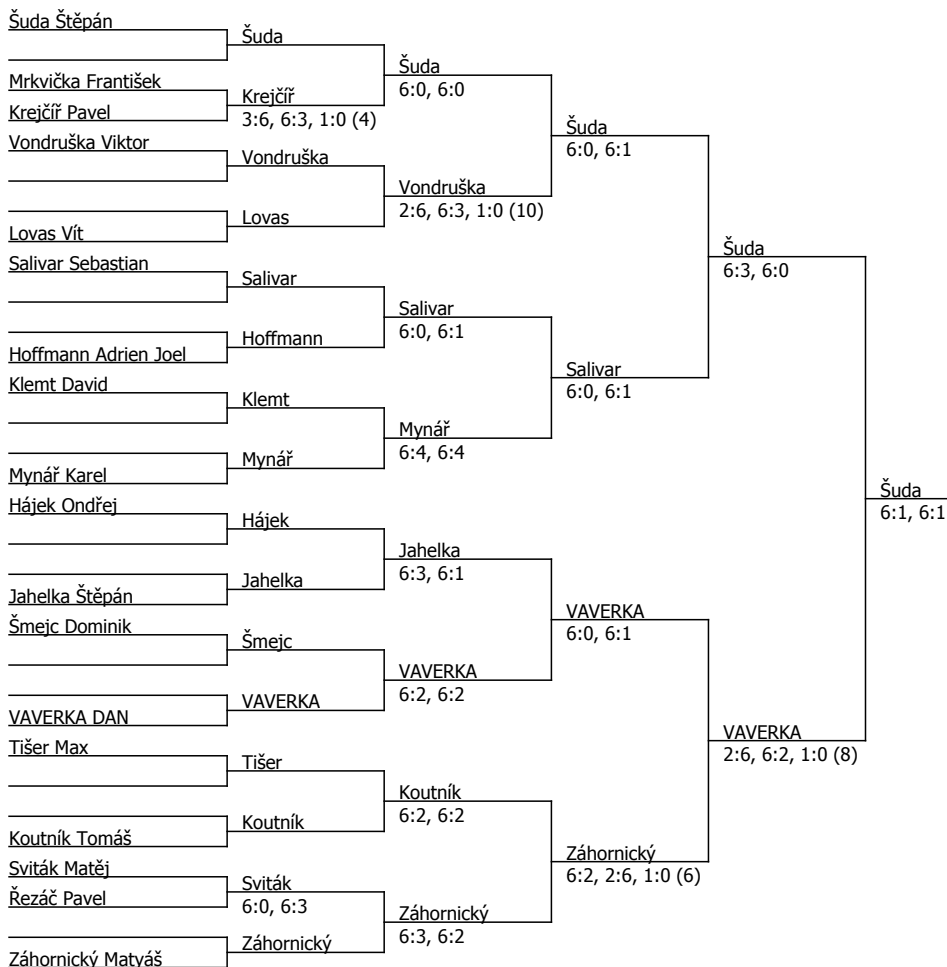 Šuda Štěpán
Šuda
Šuda
6:0, 6:0
Mrkvička František
Krejčíř
3:6, 6:3, 1:0 (4)
Krejčíř Pavel
Šuda
6:0, 6:1
Vondruška Viktor
Vondruška
Vondruška
2:6, 6:3, 1:0 (10)
Lovas
Lovas Vít
Šuda
6:3, 6:0
Salivar Sebastian
Salivar
Salivar
6:0, 6:1
Hoffmann
Hoffmann Adrien Joel
Salivar
6:0, 6:1
Klemt David
Klemt
Mynář
6:4, 6:4
Mynář
Mynář Karel
Šuda
6:1, 6:1
Hájek Ondřej
Hájek
Jahelka
6:3, 6:1
Jahelka
Jahelka Štěpán
VAVERKA
6:0, 6:1
Šmejc Dominik
Šmejc
VAVERKA
6:2, 6:2
VAVERKA
VAVERKA DAN
VAVERKA
2:6, 6:2, 1:0 (8)
Tišer Max
Tišer
Koutník
6:2, 6:2
Koutník
Koutník Tomáš
Záhornický
6:2, 2:6, 1:0 (6)
Sviták Matěj
Sviták
6:0, 6:3
Řezáč Pavel
Záhornický
6:3, 6:2
Záhornický
Záhornický Matyáš